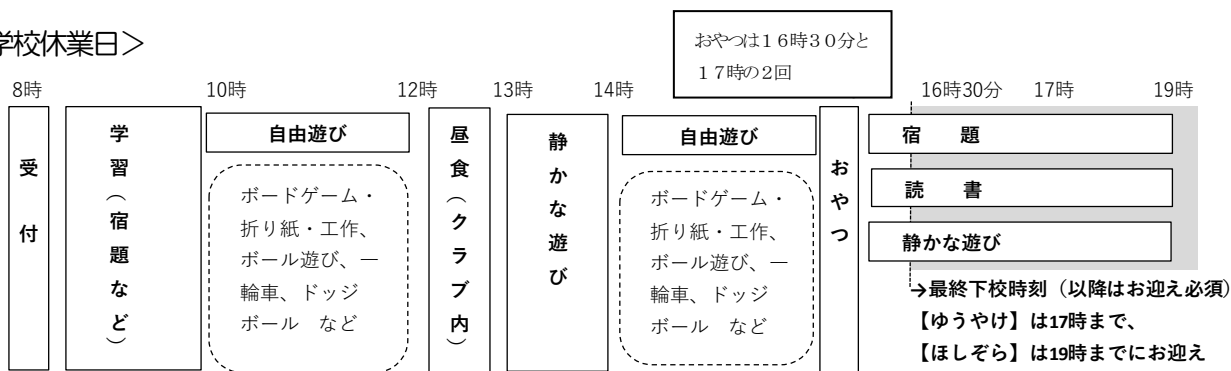 学校休業日＞
おやつは１６時３０分と
１７時の２回
8時
10時
12時
13時
14時
16時30分
17時
19時
受付
学習（宿題など）
自由遊び
ボードゲーム・
折り紙・工作、
ボール遊び、一
輪車、ドッジ
ボール　など
昼食（クラブ内）
静かな遊び
自由遊び
ボードゲーム・
折り紙・工作、
ボール遊び、一
輪車、ドッジ
ボール　など
おやつ
宿　題
読　書
静かな遊び
→最終下校時刻（以降はお迎え必須）
【ゆうやけ】は17時まで、
【ほしぞら】は19時までにお迎え